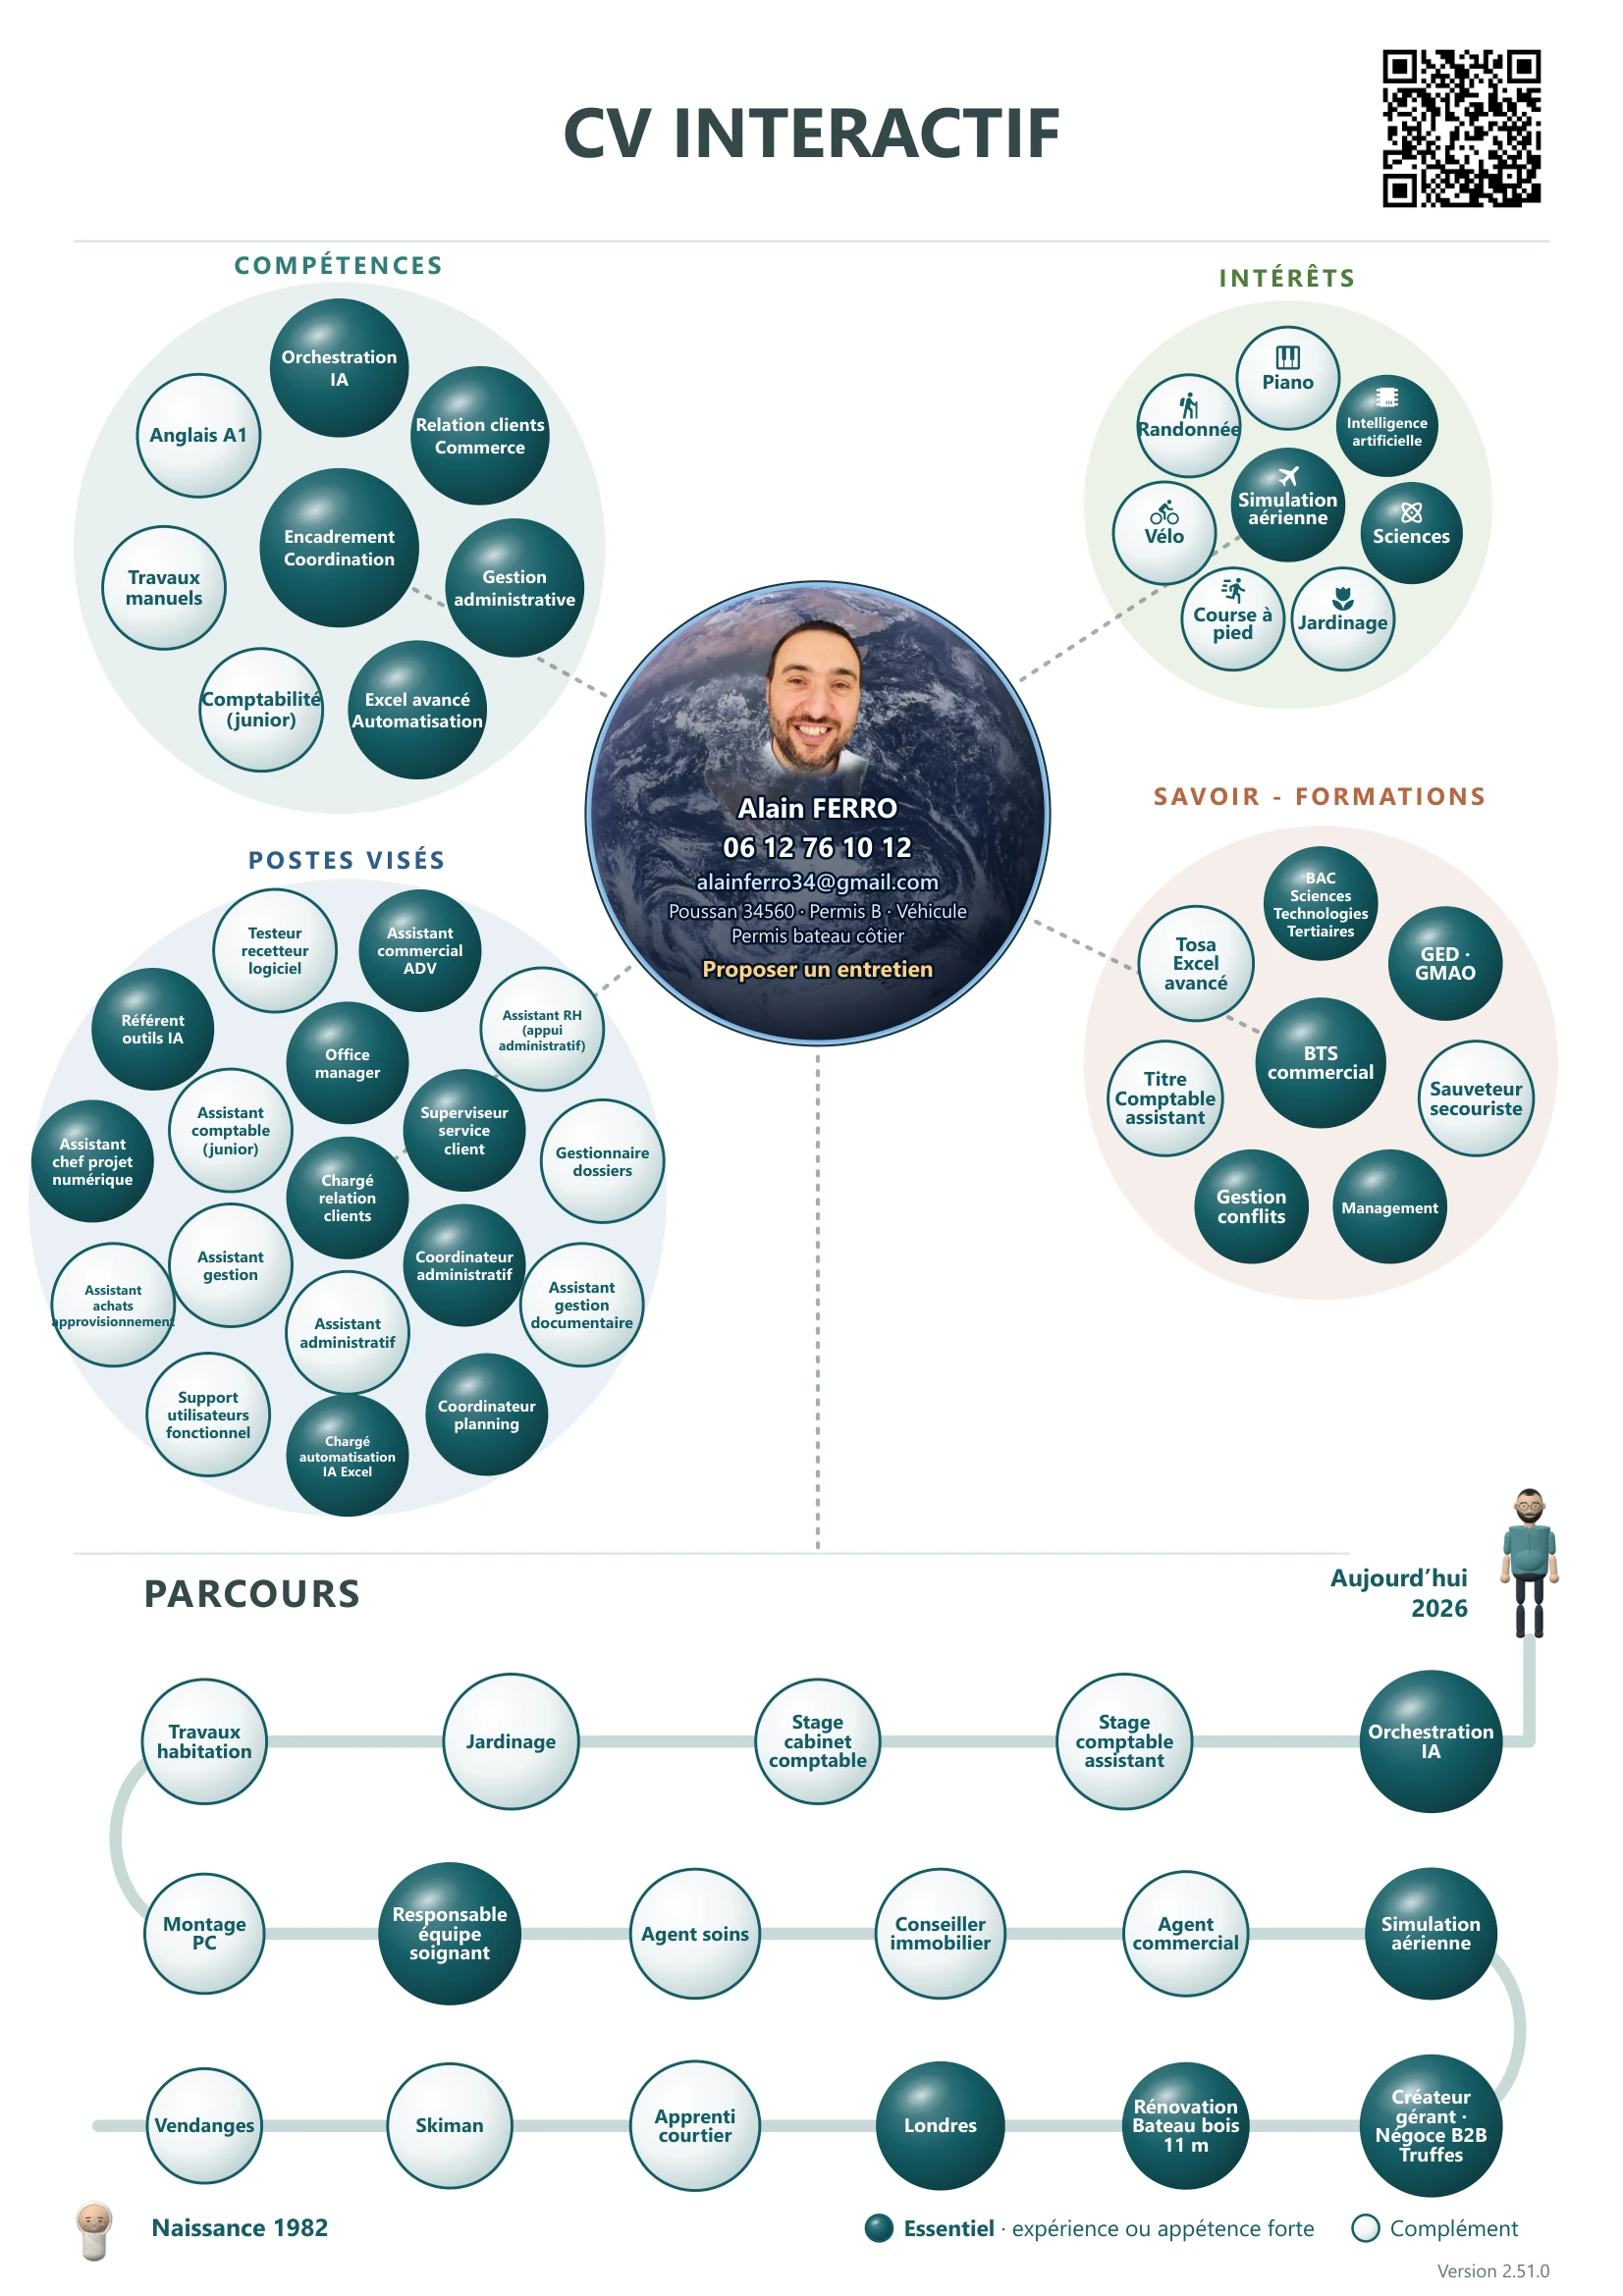 CV INTERACTIF
COMPÉTENCES
Orchestration
IA
Anglais A1
Relation clients
Commerce
Encadrement
Coordination
Travaux
manuels
Gestion
administrative
Comptabilité
(junior)
Excel avancé
Automatisation
INTÉRÊTS
Piano
Randonnée
Intelligence
artificielle
Simulation
aérienne
Vélo
Sciences
Course à
pied
Jardinage
Alain FERRO
06 12 76 10 12
alainferro34@gmail.com
Poussan 34560 · Permis B · Véhicule
Permis bateau côtier
Proposer un entretien
SAVOIR - FORMATIONS
BAC
Sciences
Technologies
Tertiaires
Tosa
Excel
avancé
GED ·
GMAO
BTS
commercial
Titre
Comptable
assistant
Sauveteur
secouriste
Gestion
conflits
Management
POSTES VISÉS
Testeur
recetteur
logiciel
Assistant
commercial
ADV
Référent
outils IA
Office
manager
Assistant RH
(appui
administratif)
Assistant
comptable
(junior)
Superviseur
service
client
Assistant
chef projet
numérique
Chargé
relation
clients
Gestionnaire
dossiers
Assistant
gestion
Coordinateur
administratif
Assistant
achats
approvisionnement
Assistant
administratif
Assistant
gestion
documentaire
Support
utilisateurs
fonctionnel
Chargé
automatisation
IA Excel
Coordinateur
planning
PARCOURS
Aujourd’hui
2026
Travaux
habitation
Jardinage
Stage
cabinet
comptable
Stage
comptable
assistant
Orchestration
IA
Montage
PC
Responsable
équipe
soignant
Agent soins
Conseiller
immobilier
Agent
commercial
Simulation
aérienne
Vendanges
Skiman
Apprenti
courtier
Londres
Rénovation
Bateau bois
11 m
Créateur
gérant ·
Négoce B2B
Truffes
Naissance 1982
Essentiel · expérience ou appétence forte
Complément
Version 2.51.0